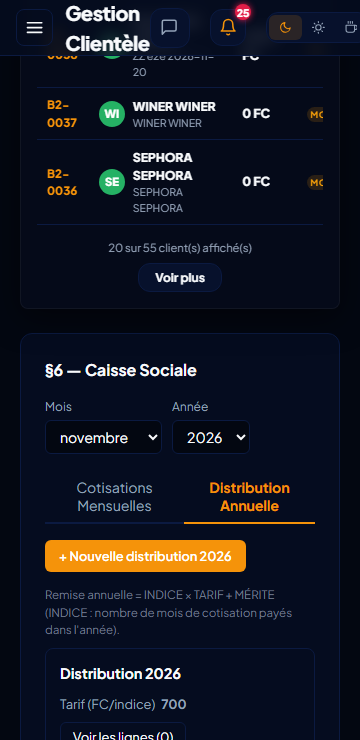 Gestion
Clientèle
25
20
B2-
0037
WI
WINER WINER
WINER WINER
0 FC
B2-
0036
SE
SEPHORA
SEPHORA
SEPHORA
SEPHORA
0 FC
20 sur 55 client(s) affiché(s)
Voir plus
§6 — Caisse Sociale
Mois
Année
novembre
2026
Cotisations
Mensuelles
Distribution
Annuelle
+ Nouvelle distribution 2026
Remise annuelle = INDICE × TARIF + MÉRITE
(INDICE : nombre de mois de cotisation payés
dans l'année).
Distribution 2026
Tarif (FC/indice) 700
Voir les lignes (0)